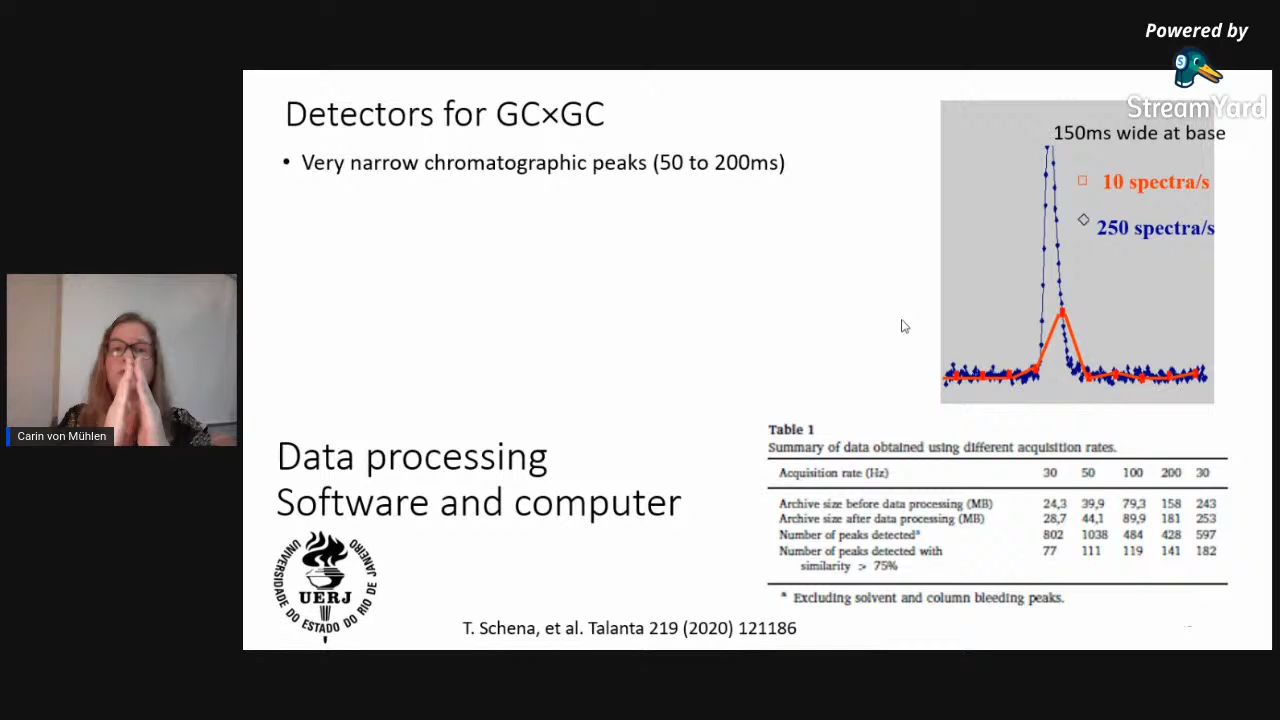 Powered by
StreamYard
Detectors for GC×GC
• Very narrow chromatographic peaks (50 to 200ms)
150ms wide at base
10 spectra/s
250 spectra/s
Carin von Mühlen
Data processing
Software and computer
Table 1
Summary of data obtained using different acquisition rates.
Acquisition rate (Hz) 30 50 100 200 30
Archive size before data processing (MB) 24,3 39,9 79,3 158 243
Archive size after data processing (MB) 28,7 44,1 89,9 181 253
Number of peaks detectedª 802 1038 484 428 597
Number of peaks detected with 77 111 119 141 182
similarity > 75%
ª Excluding solvent and column bleeding peaks.
UERJ
UNIVERSIDADE DO ESTADO DO RIO DE JANEIRO
T. Schena, et al. Talanta 219 (2020) 121186